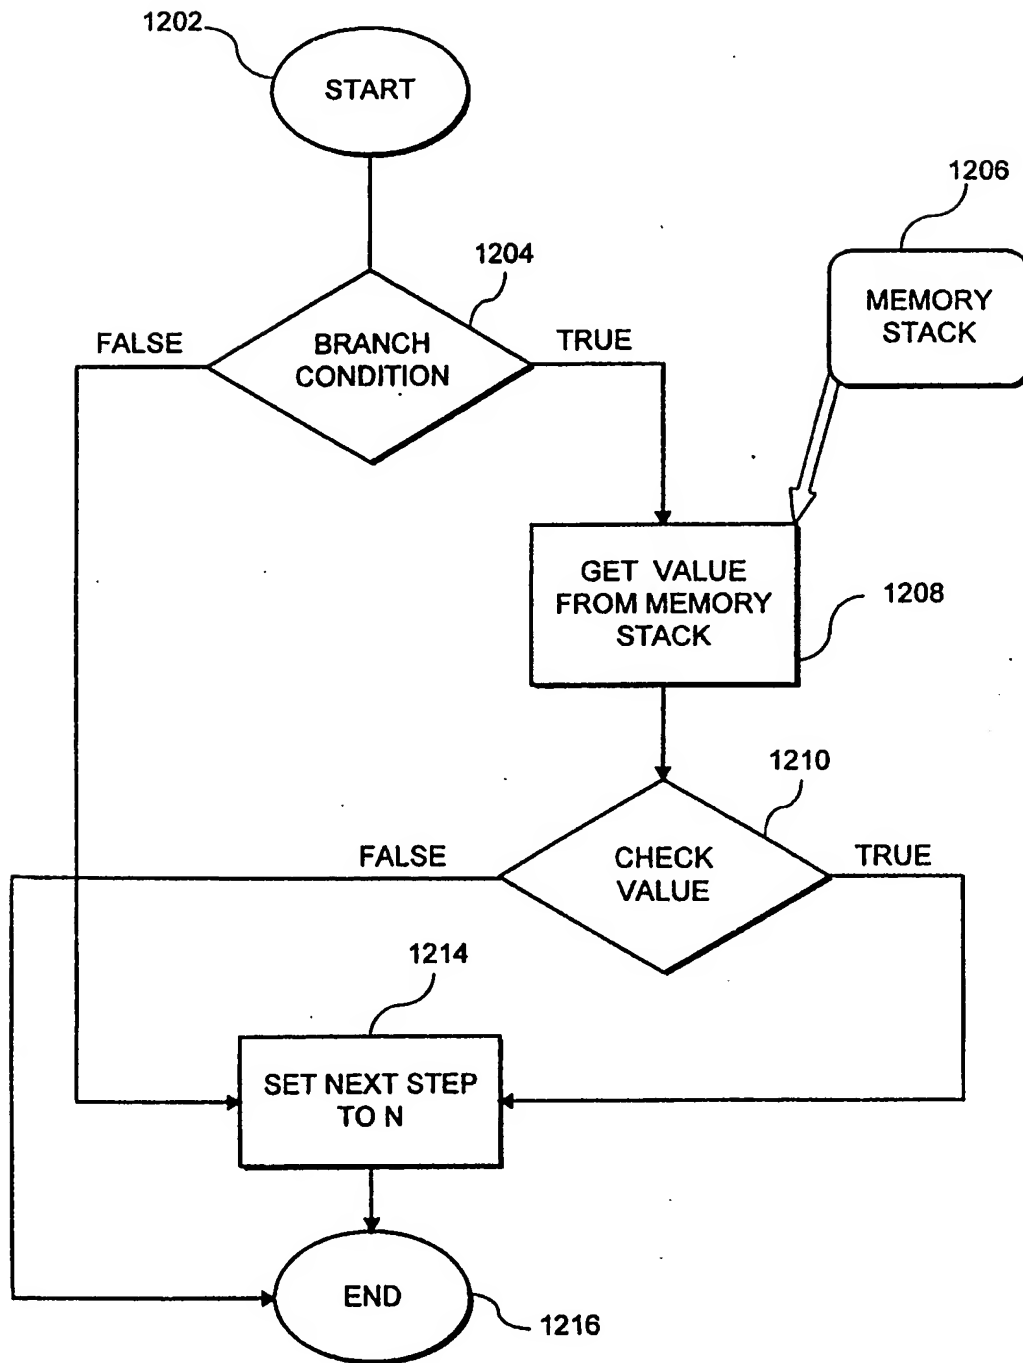 1202
START
1206
MEMORY
STACK
1204
FALSE
BRANCH
CONDITION
TRUE
GET VALUE
FROM MEMORY
STACK
1208
1210
FALSE
CHECK
VALUE
TRUE
1214
SET NEXT STEP
TO N
END
1216